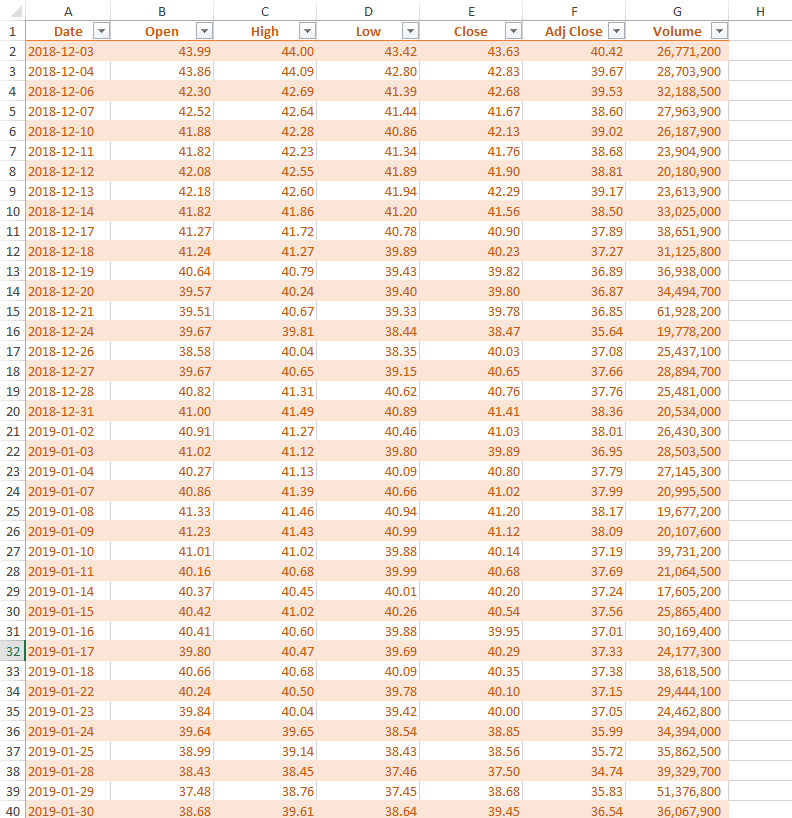 A B C D E F G H
1 Date Open High Low Close Adj Close Volume
2 2018-12-03 43.99 44.00 43.42 43.63 40.42 26,771,200
3 2018-12-04 43.86 44.09 42.80 42.83 39.67 28,703,900
4 2018-12-06 42.30 42.69 41.39 42.68 39.53 32,188,500
5 2018-12-07 42.52 42.64 41.44 41.67 38.60 27,963,900
6 2018-12-10 41.88 42.28 40.86 42.13 39.02 26,187,900
7 2018-12-11 41.82 42.23 41.34 41.76 38.68 23,904,900
8 2018-12-12 42.08 42.55 41.89 41.90 38.81 20,180,900
9 2018-12-13 42.18 42.60 41.94 42.29 39.17 23,613,900
10 2018-12-14 41.82 41.86 41.20 41.56 38.50 33,025,000
11 2018-12-17 41.27 41.72 40.78 40.90 37.89 38,651,900
12 2018-12-18 41.24 41.27 39.89 40.23 37.27 31,125,800
13 2018-12-19 40.64 40.79 39.43 39.82 36.89 36,938,000
14 2018-12-20 39.57 40.24 39.40 39.80 36.87 34,494,700
15 2018-12-21 39.51 40.67 39.33 39.78 36.85 61,928,200
16 2018-12-24 39.67 39.81 38.44 38.47 35.64 19,778,200
17 2018-12-26 38.58 40.04 38.35 40.03 37.08 25,437,100
18 2018-12-27 39.67 40.65 39.15 40.65 37.66 28,894,700
19 2018-12-28 40.82 41.31 40.62 40.76 37.76 25,481,000
20 2018-12-31 41.00 41.49 40.89 41.41 38.36 20,534,000
21 2019-01-02 40.91 41.27 40.46 41.03 38.01 26,430,300
22 2019-01-03 41.02 41.12 39.80 39.89 36.95 28,503,500
23 2019-01-04 40.27 41.13 40.09 40.80 37.79 27,145,300
24 2019-01-07 40.86 41.39 40.66 41.02 37.99 20,995,500
25 2019-01-08 41.33 41.46 40.94 41.20 38.17 19,677,200
26 2019-01-09 41.23 41.43 40.99 41.12 38.09 20,107,600
27 2019-01-10 41.01 41.02 39.88 40.14 37.19 39,731,200
28 2019-01-11 40.16 40.68 39.99 40.68 37.69 21,064,500
29 2019-01-14 40.37 40.45 40.01 40.20 37.24 17,605,200
30 2019-01-15 40.42 41.02 40.26 40.54 37.56 25,865,400
31 2019-01-16 40.41 40.60 39.88 39.95 37.01 30,169,400
32 2019-01-17 39.80 40.47 39.69 40.29 37.33 24,177,300
33 2019-01-18 40.66 40.68 40.09 40.35 37.38 38,618,500
34 2019-01-22 40.24 40.50 39.78 40.10 37.15 29,444,100
35 2019-01-23 39.84 40.04 39.42 40.00 37.05 24,462,800
36 2019-01-24 39.64 39.65 38.54 38.85 35.99 34,394,000
37 2019-01-25 38.99 39.14 38.43 38.56 35.72 35,862,500
38 2019-01-28 38.43 38.45 37.46 37.50 34.74 39,329,700
39 2019-01-29 37.48 38.76 37.45 38.68 35.83 51,376,800
40 2019-01-30 38.68 39.61 38.64 39.45 36.54 36,067,900